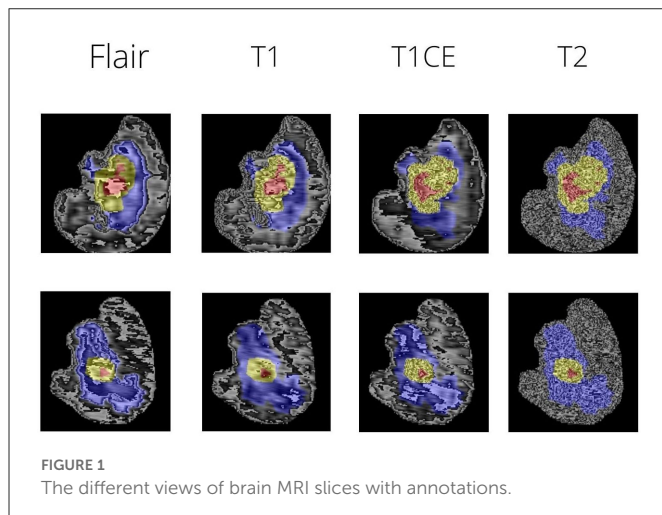 Flair T1 T1CE T2
FIGURE 1
The different views of brain MRI slices with annotations.